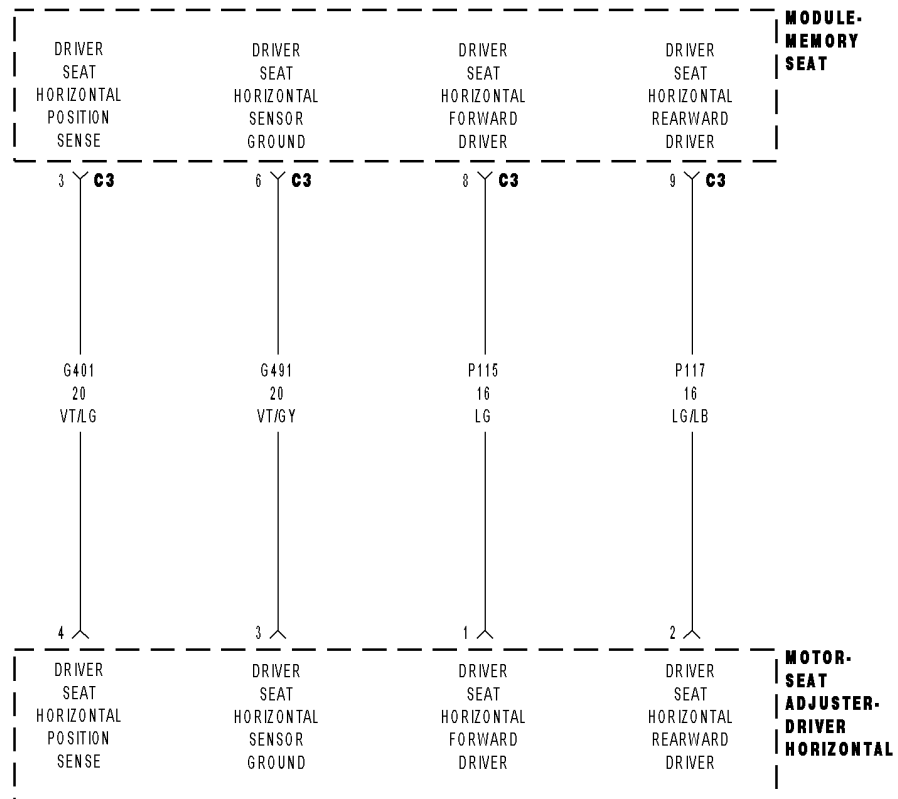 MODULE-
MEMORY
SEAT
DRIVER
SEAT
HORIZONTAL
POSITION
SENSE
DRIVER
SEAT
HORIZONTAL
SENSOR
GROUND
DRIVER
SEAT
HORIZONTAL
FORWARD
DRIVER
DRIVER
SEAT
HORIZONTAL
REARWARD
DRIVER
3 C3
6 C3
8 C3
9 C3
G401
20
VT/LG
G491
20
VT/GY
P115
16
LG
P117
16
LG/LB
4
3
1
2
DRIVER
SEAT
HORIZONTAL
POSITION
SENSE
DRIVER
SEAT
HORIZONTAL
SENSOR
GROUND
DRIVER
SEAT
HORIZONTAL
FORWARD
DRIVER
DRIVER
SEAT
HORIZONTAL
REARWARD
DRIVER
MOTOR-
SEAT
ADJUSTER-
DRIVER
HORIZONTAL